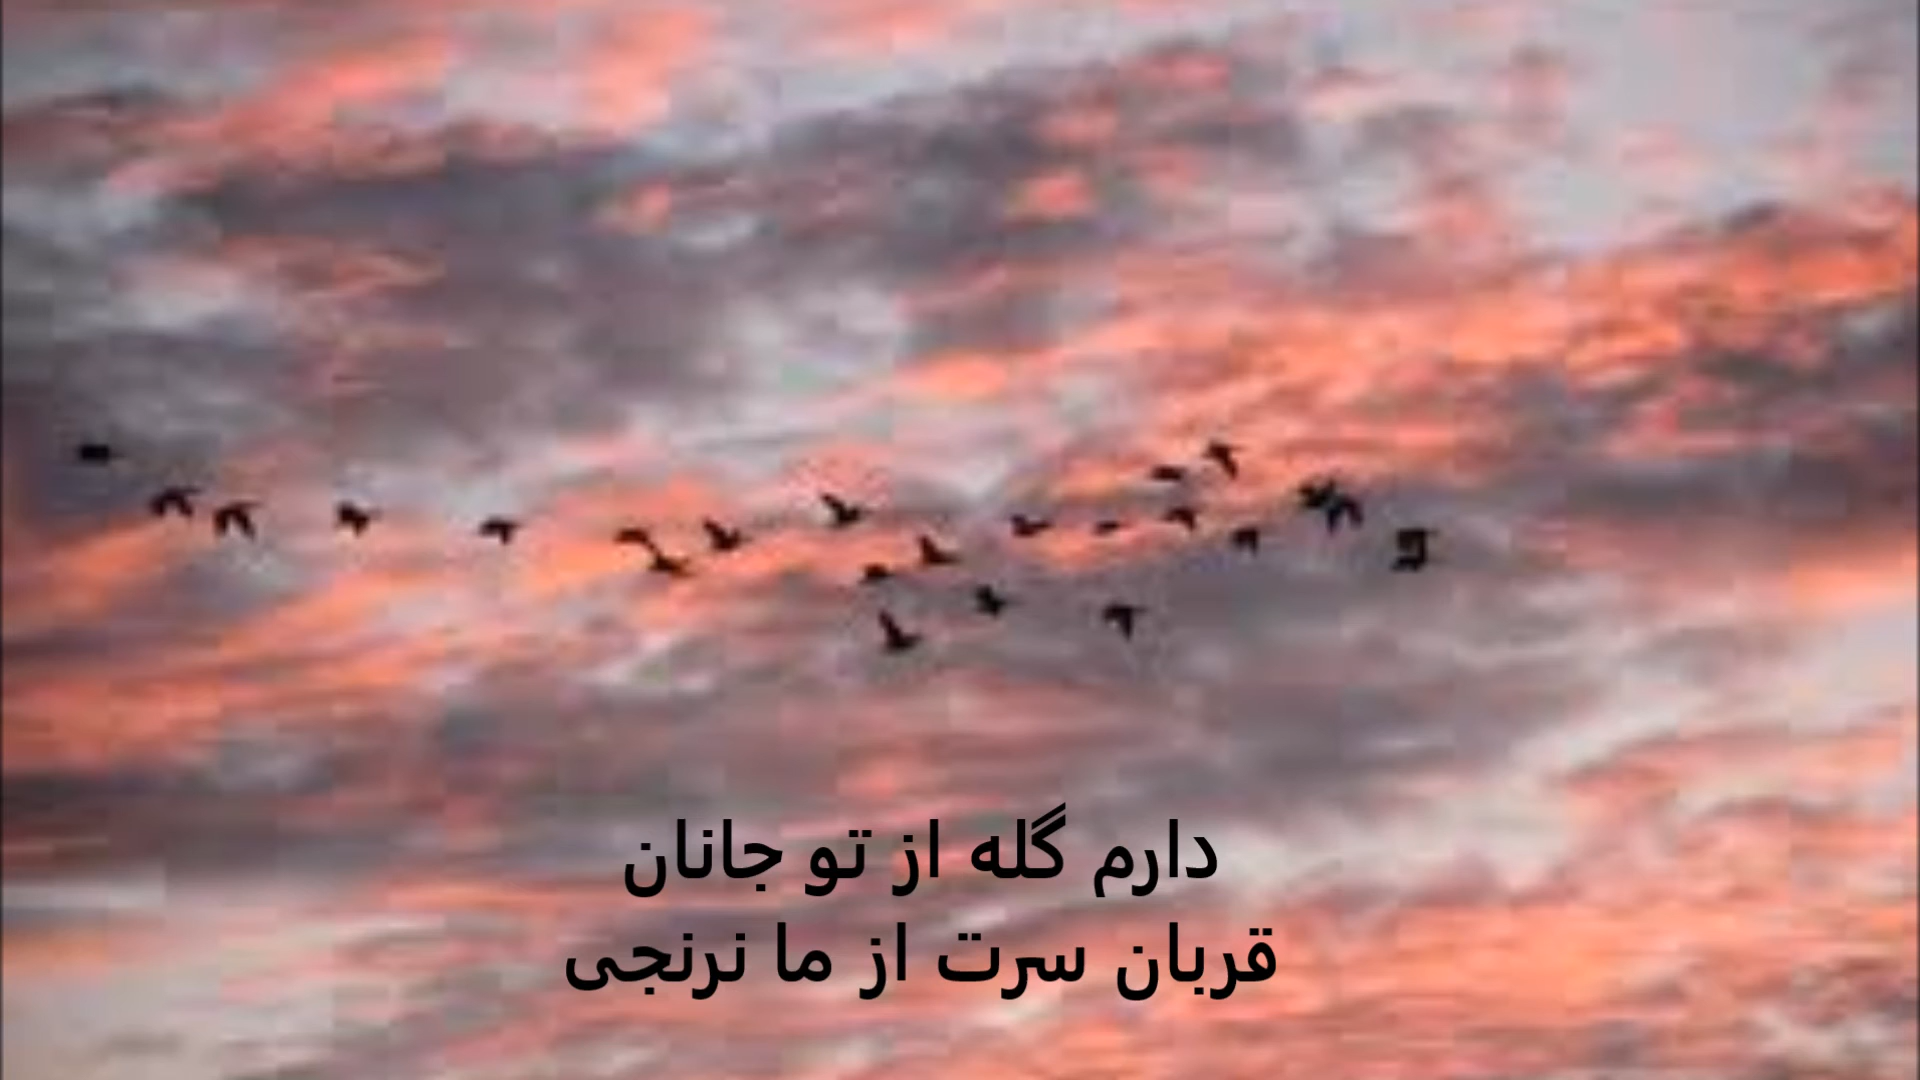 دارم گله از تو جانان
قربان سرت از ما نرنجی